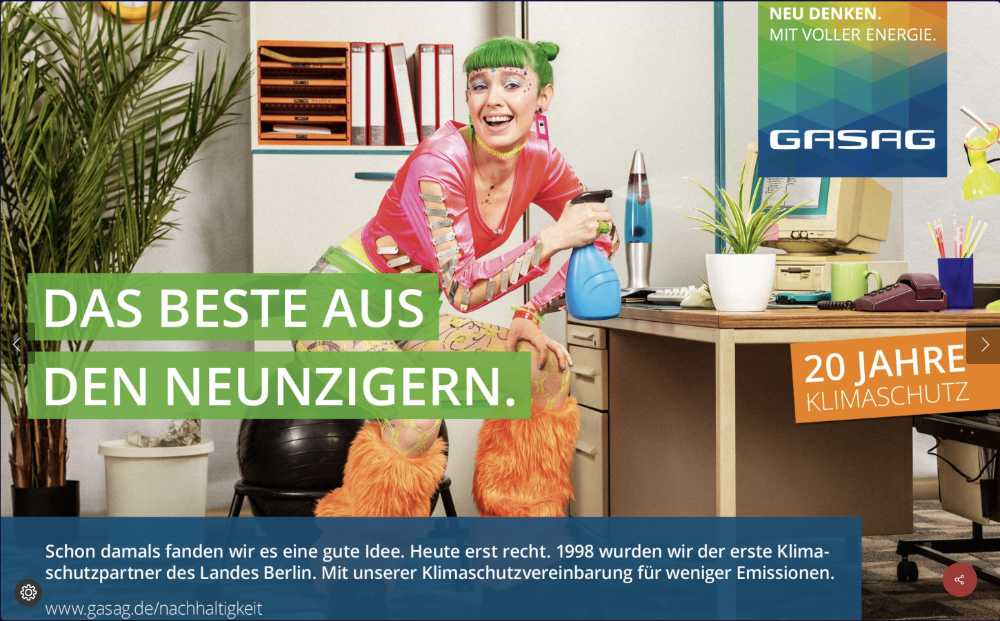 NEU DENKEN.
MIT VOLLER ENERGIE.
GASAG
DAS BESTE AUS
DEN NEUNZIGERN.
20 JAHRE
KLIMASCHUTZ
Schon damals fanden wir es eine gute Idee. Heute erst recht. 1998 wurden wir der erste Klima-
schutzpartner des Landes Berlin. Mit unserer Klimaschutzvereinbarung für weniger Emissionen.
www.gasag.de/nachhaltigkeit